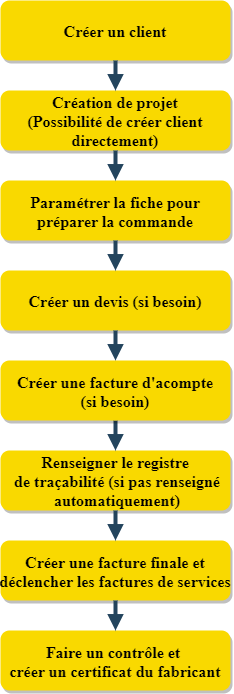 Créer un client
Création de projet
(Possibilité de créer client
directement)
Paramétrer la fiche pour
préparer la commande
Créer un devis (si besoin)
Créer une facture d'acompte
(si besoin)
Renseigner le registre
de traçabilité (si pas renseigné
automatiquement)
Créer une facture finale et
déclencher les factures de services
Faire un contrôle et
créer un certificat du fabricant